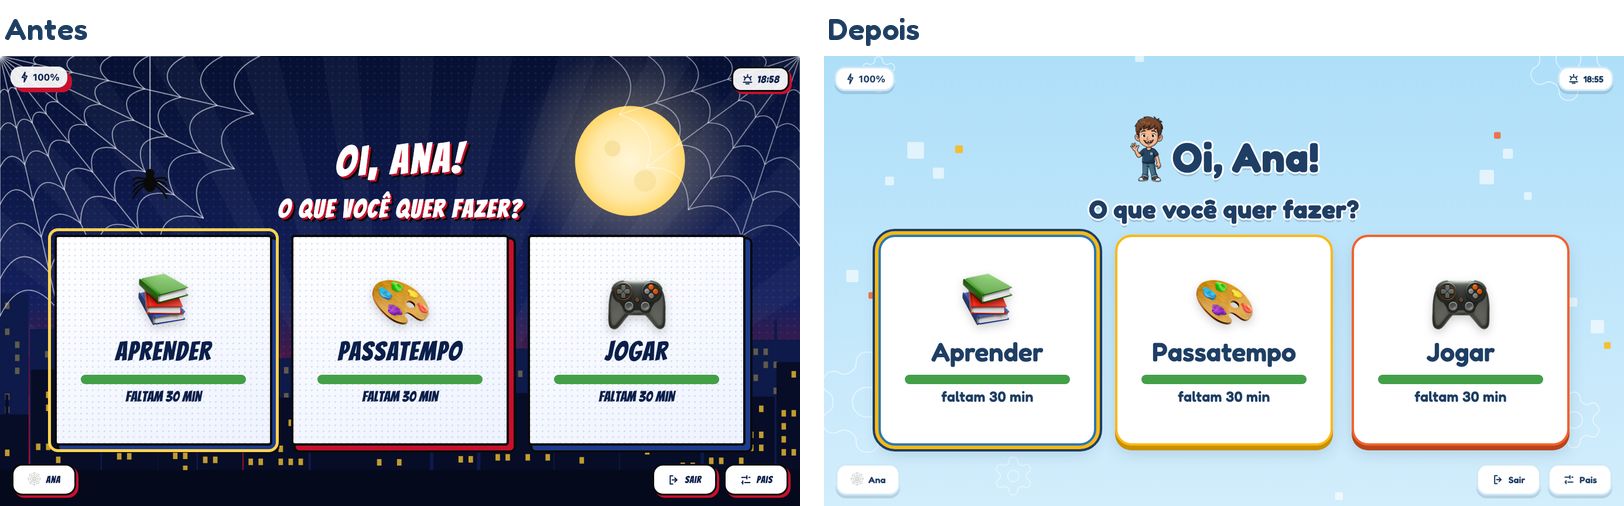 Antes
100%
18:58
OI, ANA!
O QUE VOCÊ QUER FAZER?
APRENDER
FALTAM 30 MIN
PASSATEMPO
FALTAM 30 MIN
JOGAR
FALTAM 30 MIN
ANA
SAIR
PAIS
Depois
100%
18:55
Oi, Ana!
O que você quer fazer?
Aprender
faltam 30 min
Passatempo
faltam 30 min
Jogar
faltam 30 min
Ana
Sair
Pais